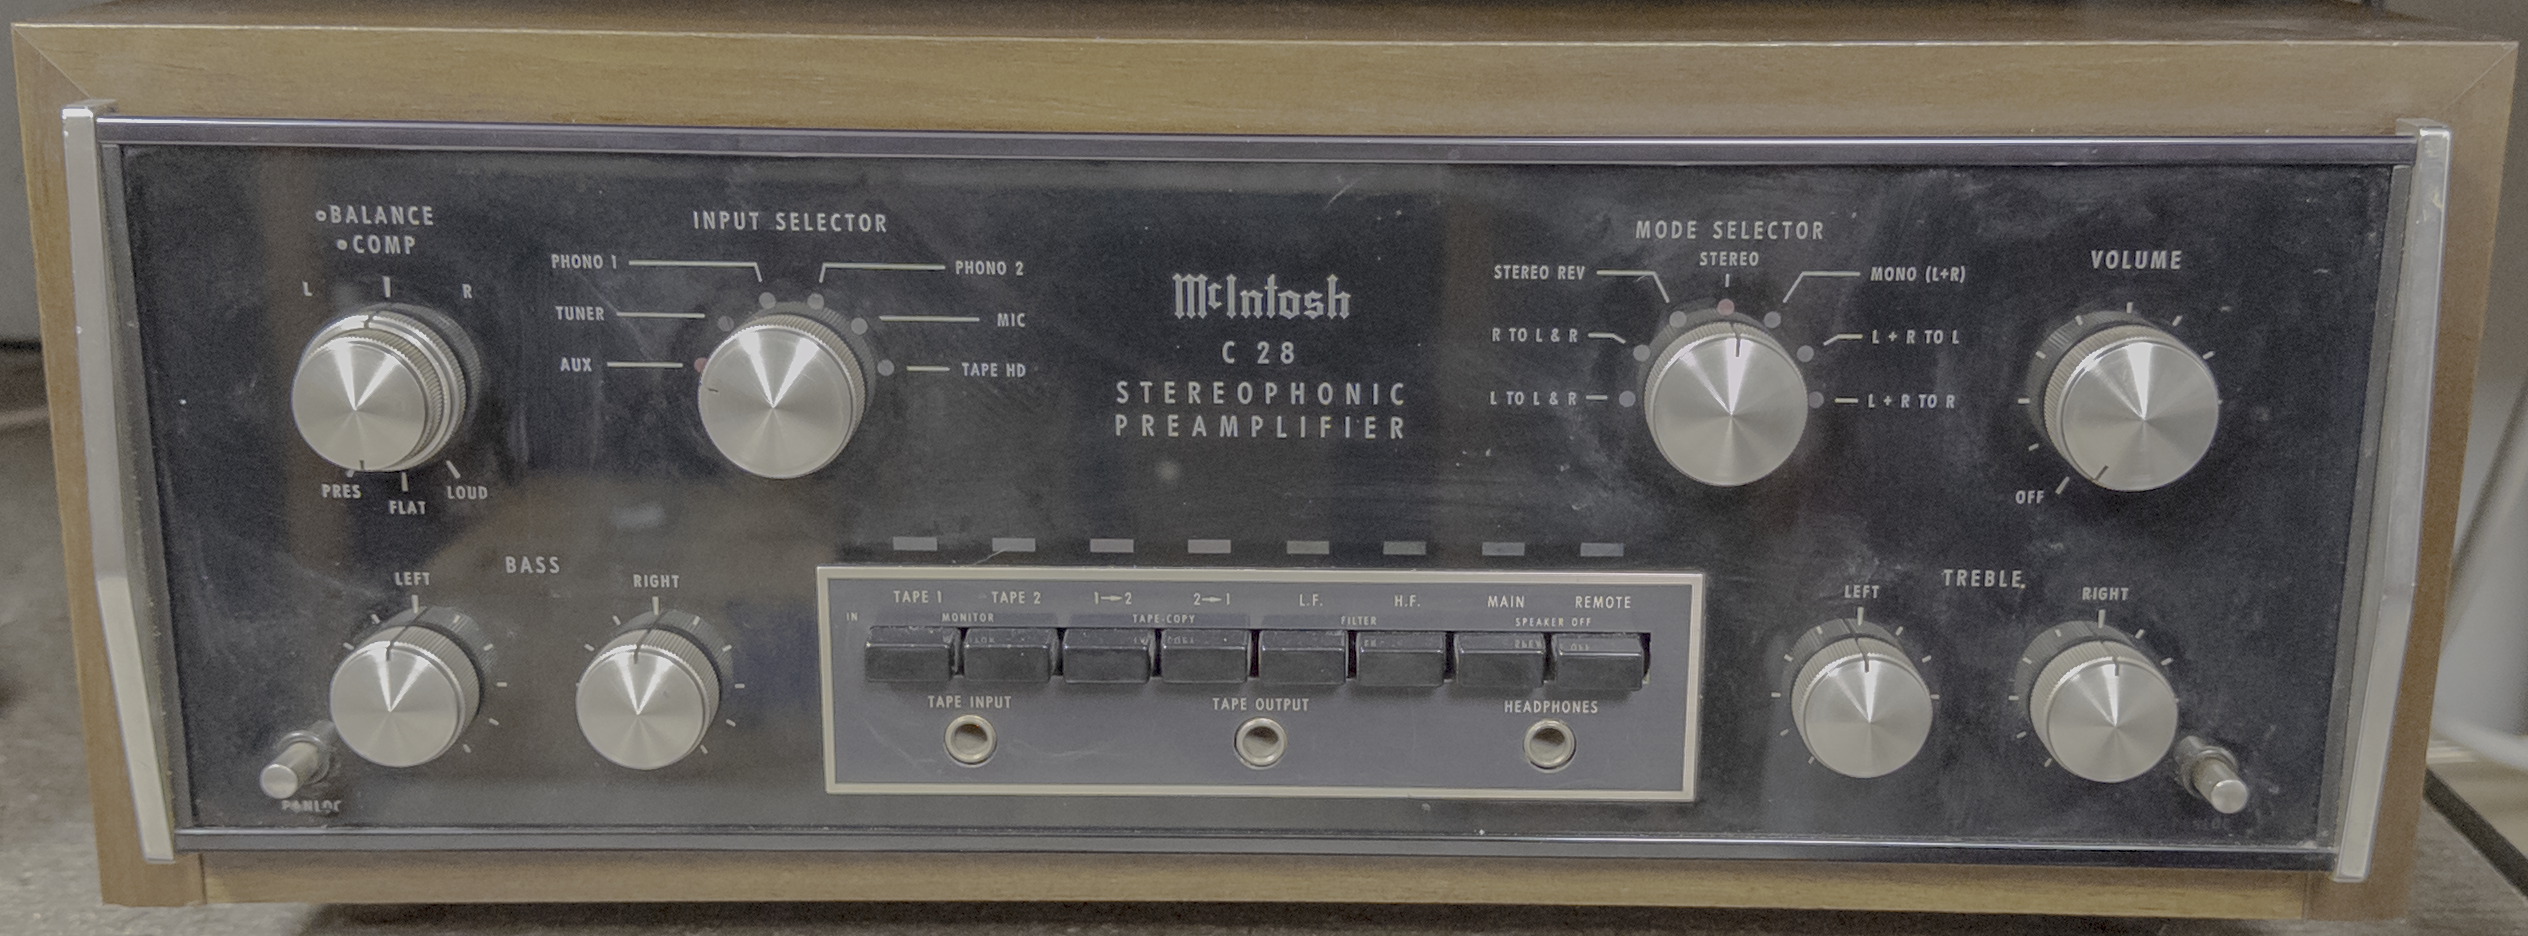 BALANCE
COMP
L R
PRES
FLAT
LOUD
INPUT SELECTOR
PHONO 1
PHONO 2
TUNER
MIC
AUX
TAPE HD
McIntosh
C 28
STEREOPHONIC
PREAMPLIFIER
MODE SELECTOR
STEREO
STEREO REV
MONO (L+R)
R TO L & R
L + R TO L
L TO L & R
L + R TO R
VOLUME
OFF
BASS
LEFT
RIGHT
TAPE 1 TAPE 2 1→2 2→1 L.F. H.F. MAIN REMOTE
IN MONITOR TAPE-COPY FILTER SPEAKER OFF
TAPE INPUT TAPE OUTPUT HEADPHONES
TREBLE
LEFT
RIGHT
PANLOC